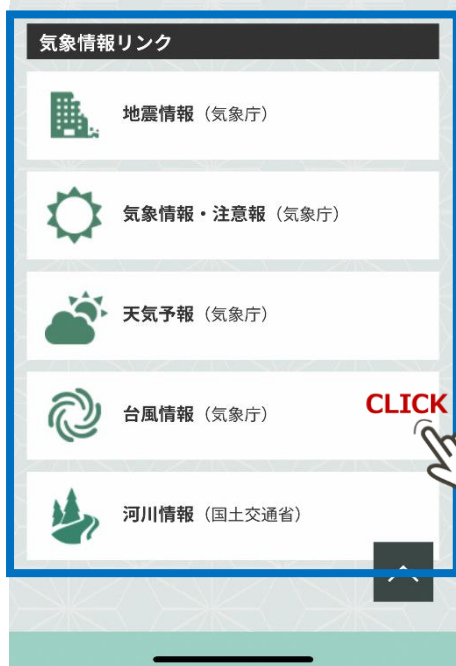 気象情報リンク
地震情報（気象庁）
気象情報・注意報（気象庁）
天気予報（気象庁）
台風情報（気象庁）
CLICK
河川情報（国土交通省）